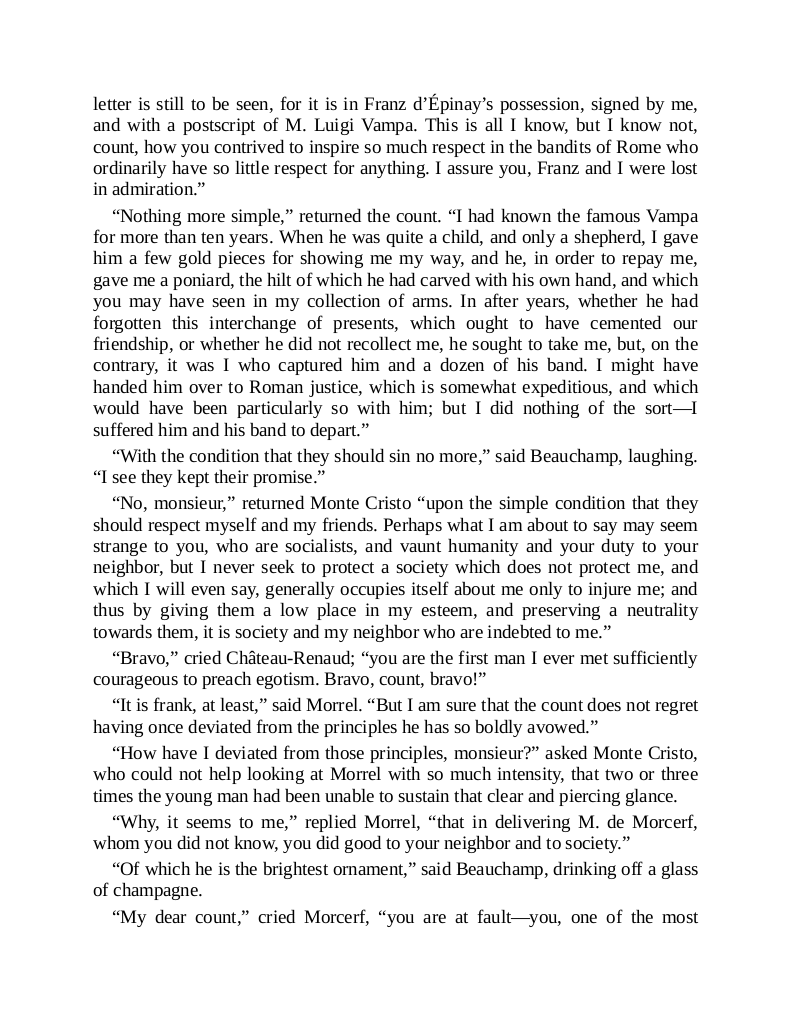 letter is still to be seen, for it is in Franz d’Épinay’s possession, signed by me,
and with a postscript of M. Luigi Vampa. This is all I know, but I know not,
count, how you contrived to inspire so much respect in the bandits of Rome who
ordinarily have so little respect for anything. I assure you, Franz and I were lost
in admiration.”
“Nothing more simple,” returned the count. “I had known the famous Vampa
for more than ten years. When he was quite a child, and only a shepherd, I gave
him a few gold pieces for showing me my way, and he, in order to repay me,
gave me a poniard, the hilt of which he had carved with his own hand, and which
you may have seen in my collection of arms. In after years, whether he had
forgotten this interchange of presents, which ought to have cemented our
friendship, or whether he did not recollect me, he sought to take me, but, on the
contrary, it was I who captured him and a dozen of his band. I might have
handed him over to Roman justice, which is somewhat expeditious, and which
would have been particularly so with him; but I did nothing of the sort—I
suffered him and his band to depart.”
“With the condition that they should sin no more,” said Beauchamp, laughing.
“I see they kept their promise.”
“No, monsieur,” returned Monte Cristo “upon the simple condition that they
should respect myself and my friends. Perhaps what I am about to say may seem
strange to you, who are socialists, and vaunt humanity and your duty to your
neighbor, but I never seek to protect a society which does not protect me, and
which I will even say, generally occupies itself about me only to injure me; and
thus by giving them a low place in my esteem, and preserving a neutrality
towards them, it is society and my neighbor who are indebted to me.”
“Bravo,” cried Château-Renaud; “you are the first man I ever met sufficiently
courageous to preach egotism. Bravo, count, bravo!”
“It is frank, at least,” said Morrel. “But I am sure that the count does not regret
having once deviated from the principles he has so boldly avowed.”
“How have I deviated from those principles, monsieur?” asked Monte Cristo,
who could not help looking at Morrel with so much intensity, that two or three
times the young man had been unable to sustain that clear and piercing glance.
“Why, it seems to me,” replied Morrel, “that in delivering M. de Morcerf,
whom you did not know, you did good to your neighbor and to society.”
“Of which he is the brightest ornament,” said Beauchamp, drinking off a glass
of champagne.
“My dear count,” cried Morcerf, “you are at fault—you, one of the most